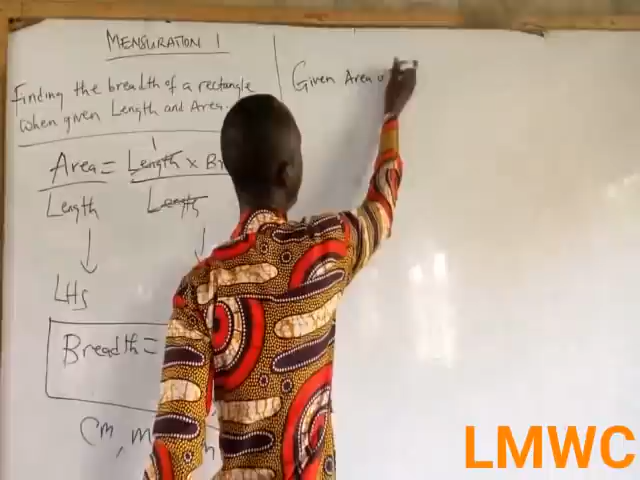 MENSURATION 1
Finding the breadth of a rectangle
when given Length and Area.
Area = Length x Br
Length Length
1
LHS
Breadth =
Cm, m
Given Area o
LMWC